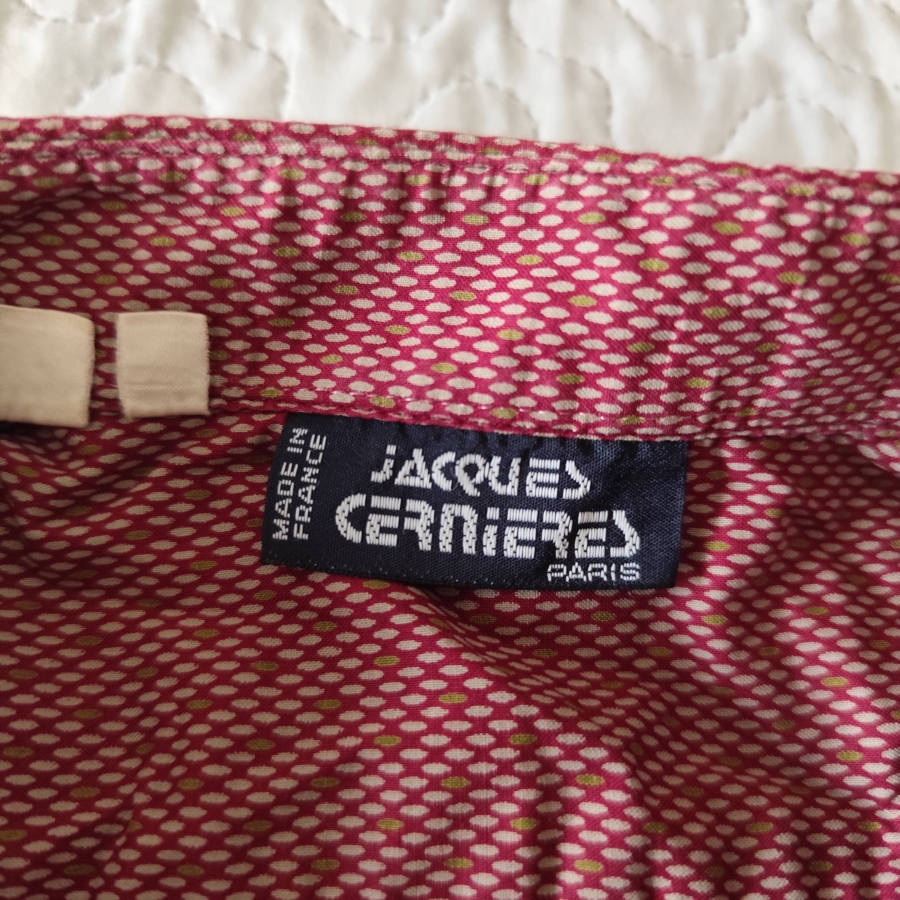 MADE IN
FRANCE
JACQUES
CERNIERES
PARIS